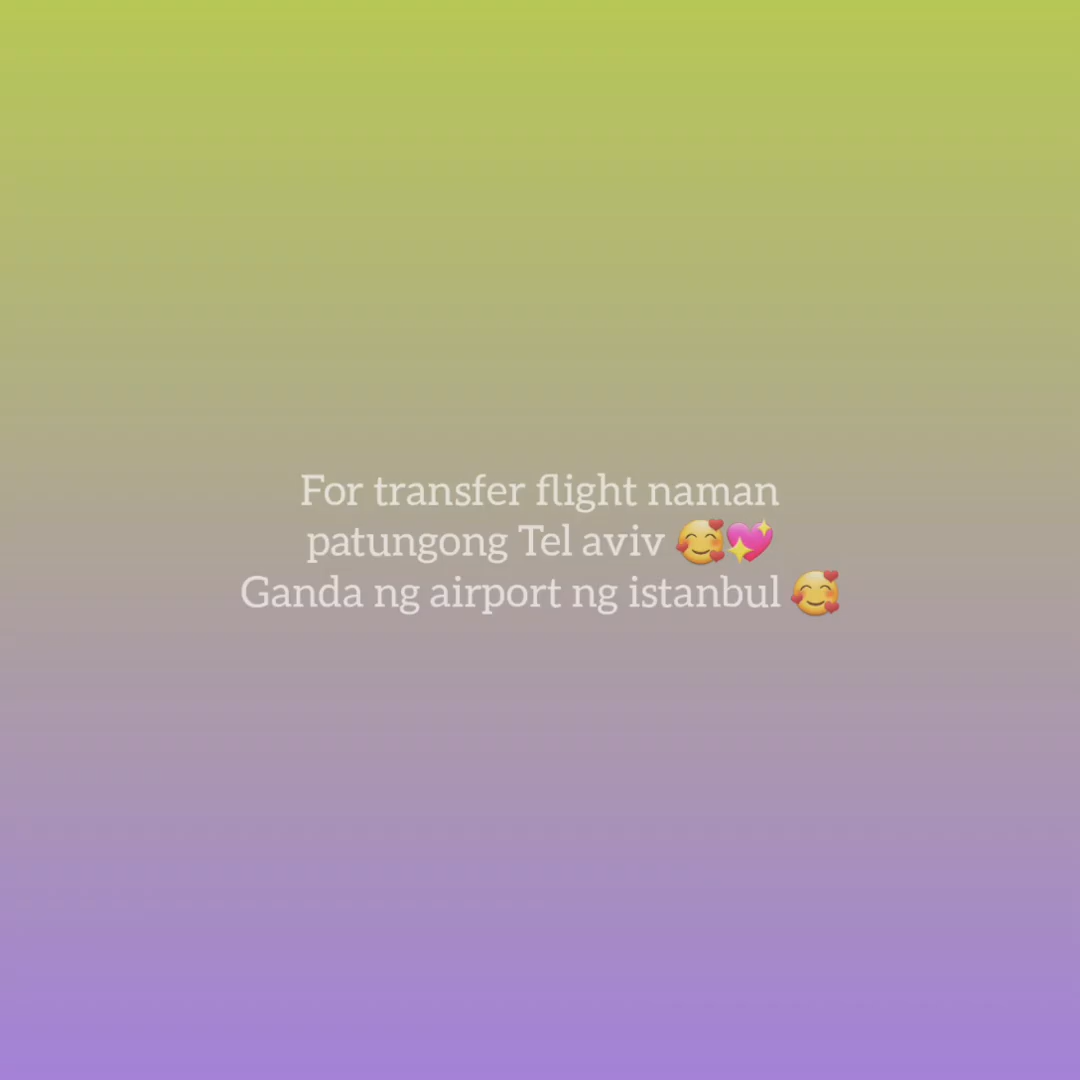 For transfer flight naman
patungong Tel aviv 🥰💖
Ganda ng airport ng istanbul 🥰